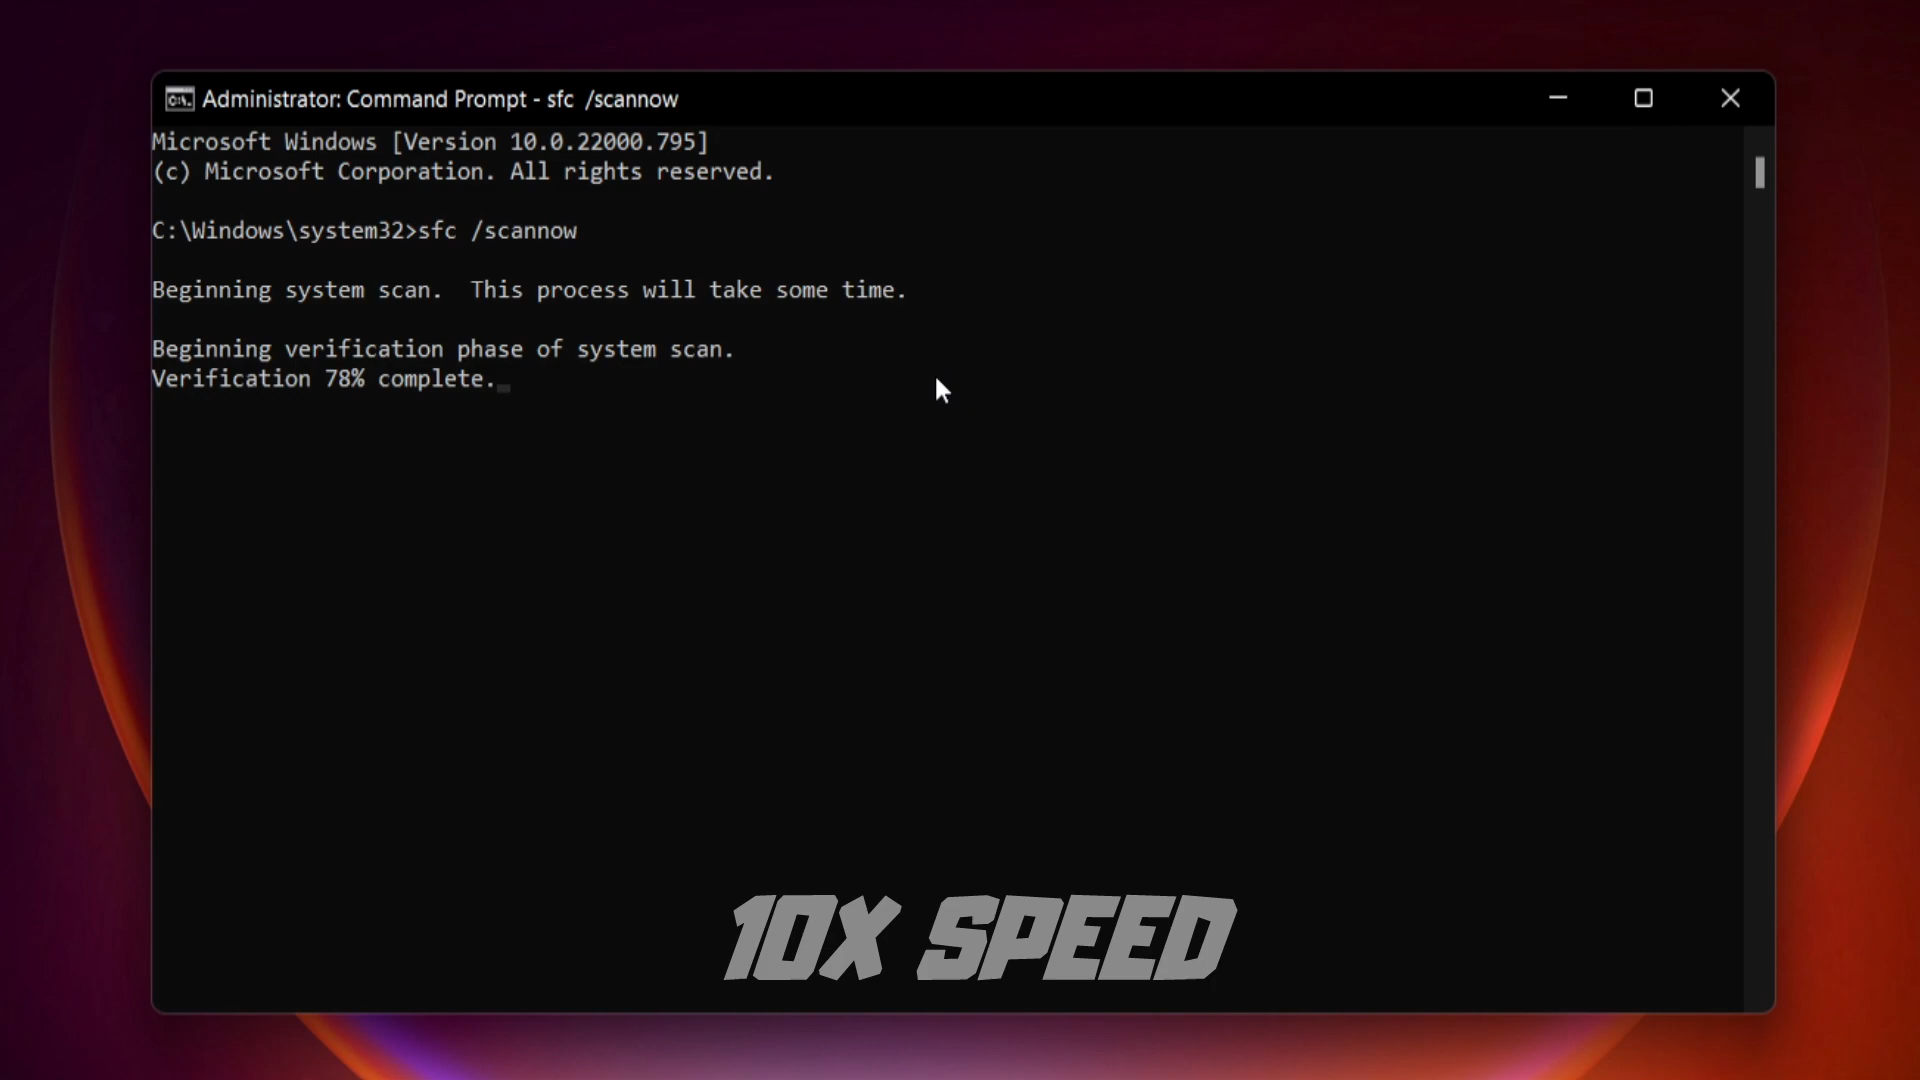 Administrator: Command Prompt - sfc  /scannow
Microsoft Windows [Version 10.0.22000.795]
(c) Microsoft Corporation. All rights reserved.
C:\Windows\system32>sfc /scannow
Beginning system scan.  This process will take some time.
Beginning verification phase of system scan.
Verification 78% complete.
10X SPEED